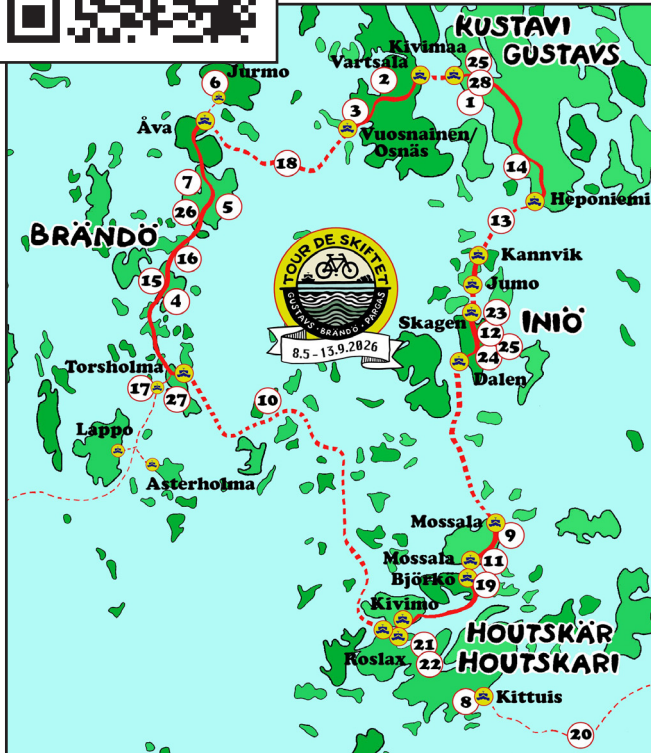 KUSTAVI
GUSTAVS
Kivimaa
Vartsala
25
2
28
1
Jurmo
6
3
Åva
Vuosnainen/
Osnäs
18
14
7
5
26
Heponiemi
13
BRÄNDÖ
16
15
4
Kannvik
Jumo
TOUR DE SKIFTET
GUSTAVS · BRÄNDÖ · PARGAS
8.5-13.9.2026
Skagen
23
12
25
24
INIÖ
Dalen
Torsholma
17
27
10
Lappo
Asterholma
Mossala
9
Mossala
11
Björkö
19
Kivimo
Roslax
21
22
HOUTSKÄR
HOUTSKARI
8
Kittuis
20